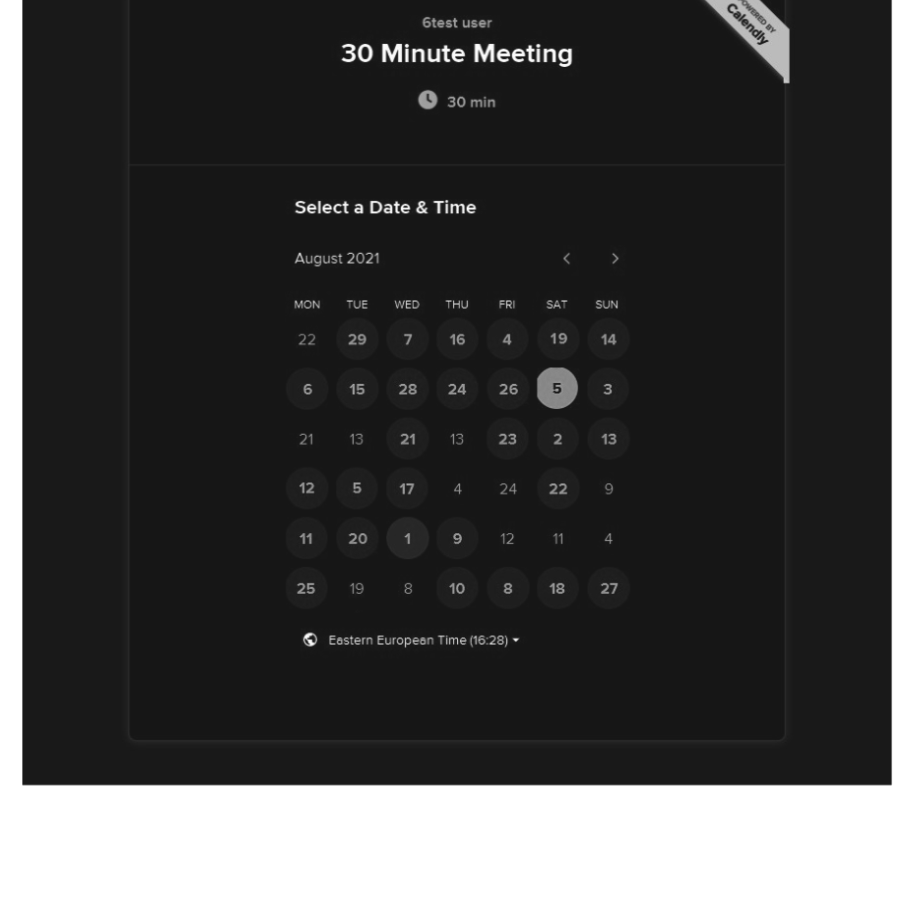 6test user
POWERED BY
Calendly
30 Minute Meeting
30 min
Select a Date & Time
August 2021
MON TUE WED THU FRI SAT SUN
22 29 7 16 4 19 14
6 15 28 24 26 5 3
21 13 21 13 23 2 13
12 5 17 4 24 22 9
11 20 1 9 12 11 4
25 19 8 10 8 18 27
Eastern European Time (16:28)